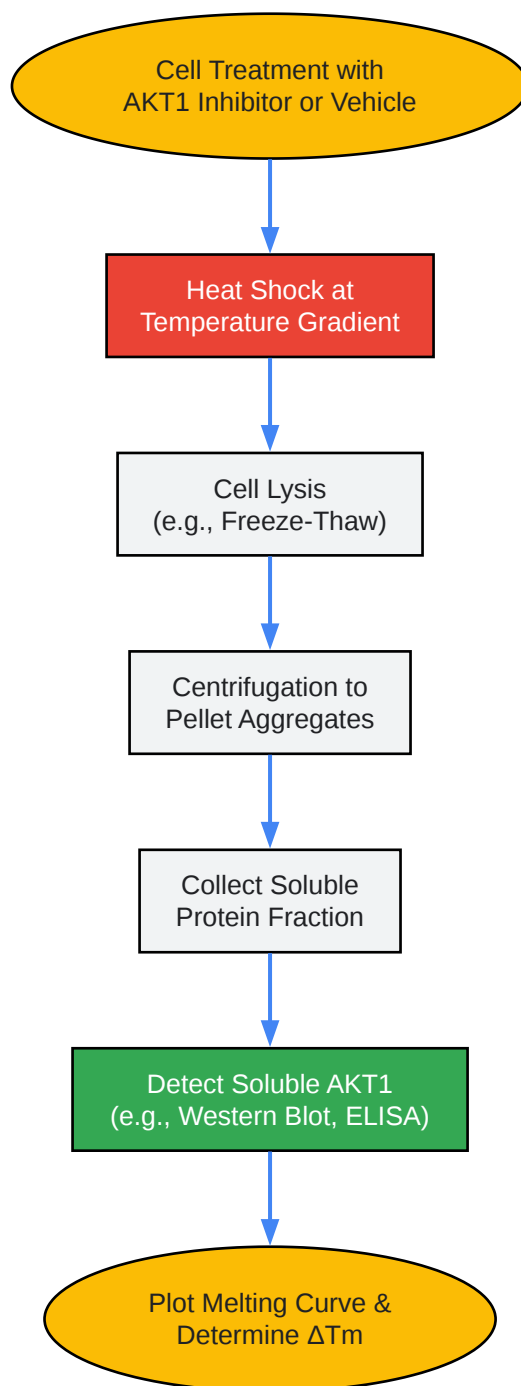 Cell Treatment with
AKT1 Inhibitor or Vehicle
Heat Shock at
Temperature Gradient
Cell Lysis
(e.g., Freeze-Thaw)
Centrifugation to
Pellet Aggregates
Collect Soluble
Protein Fraction
Detect Soluble AKT1
(e.g., Western Blot, ELISA)
Plot Melting Curve &
Determine ΔTm